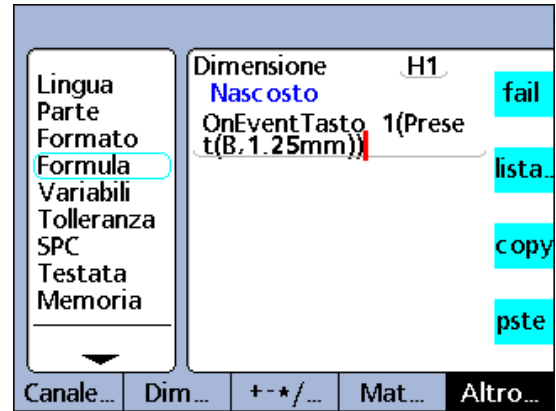 Lingua
Parte
Formato
Formula
Variabili
Tolleranza
SPC
Testata
Memoria
Dimensione H1
Nascosto
OnEventTasto 1(Prese
t(B,1.25mm))
fail
lista..
copy
pste
Canale... Dim... +-*/... Mat... Altro...